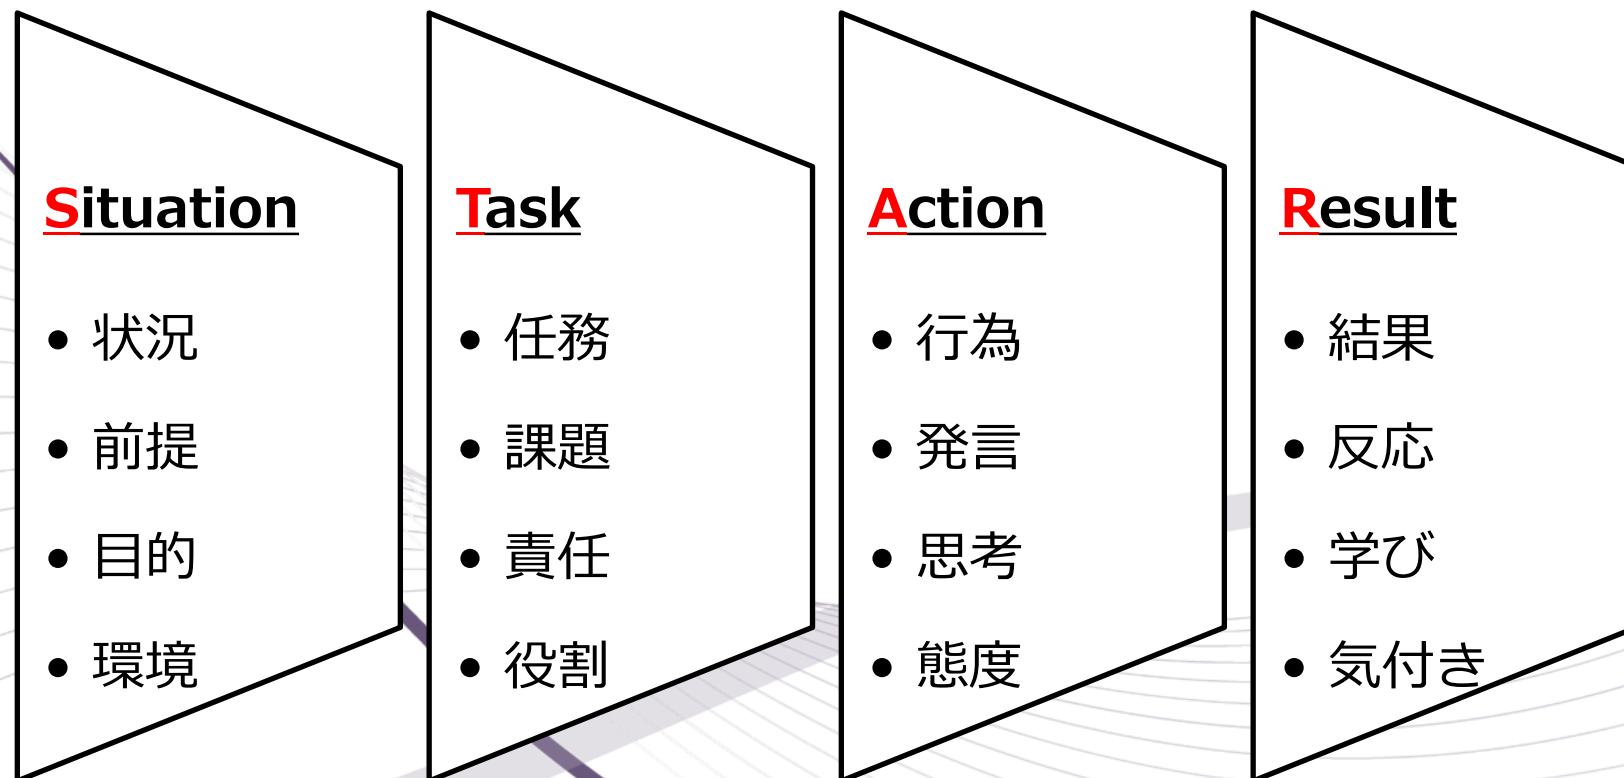 Situation
• 状況
• 前提
• 目的
• 環境
Task
• 任務
• 課題
• 責任
• 役割
Action
• 行為
• 発言
• 思考
• 態度
Result
• 結果
• 反応
• 学び
• 気付き